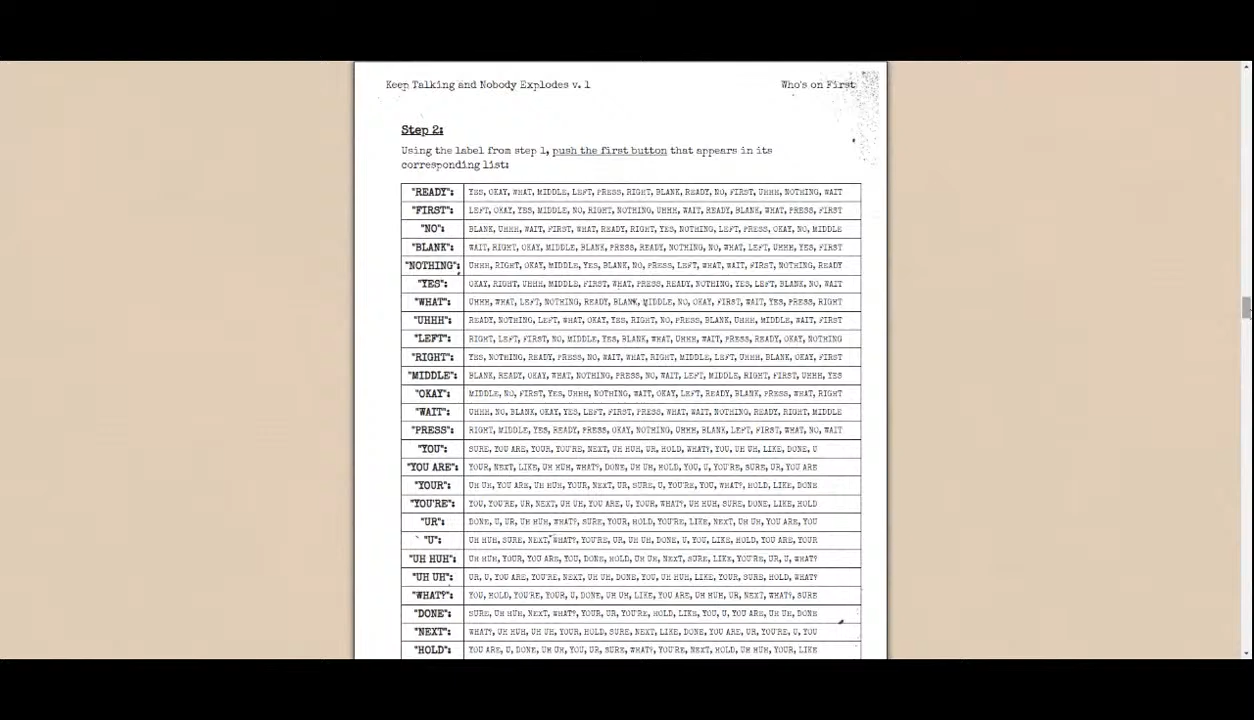 Keep Talking and Nobody Explodes v. 1 Who's on First
Step 2:
Using the label from step 1, push the first button that appears in its
corresponding list:
"READY": YES, OKAY, WHAT, MIDDLE, LEFT, PRESS, RIGHT, BLANK, READY, NO, FIRST, UHHH, NOTHING, WAIT
"FIRST": LEFT, OKAY, YES, MIDDLE, NO, RIGHT, NOTHING, UHHH, WAIT, READY, BLANK, WHAT, PRESS, FIRST
"NO": BLANK, UHHH, WAIT, FIRST, WHAT, READY, RIGHT, YES, NOTHING, LEFT, PRESS, OKAY, NO, MIDDLE
"BLANK": WAIT, RIGHT, OKAY, MIDDLE, BLANK, PRESS, READY, NOTHING, NO, WHAT, LEFT, UHHH, YES, FIRST
"NOTHING": UHHH, RIGHT, OKAY, MIDDLE, YES, BLANK, NO, PRESS, LEFT, WHAT, WAIT, FIRST, NOTHING, READY
"YES": OKAY, RIGHT, UHHH, MIDDLE, FIRST, WHAT, PRESS, READY, NOTHING, YES, LEFT, BLANK, NO, WAIT
"WHAT": UHHH, WHAT, LEFT, NOTHING, READY, BLANK, MIDDLE, NO, OKAY, FIRST, WAIT, YES, PRESS, RIGHT
"UHHH": READY, NOTHING, LEFT, WHAT, OKAY, YES, RIGHT, NO, PRESS, BLANK, UHHH, MIDDLE, WAIT, FIRST
"LEFT": RIGHT, LEFT, FIRST, NO, MIDDLE, YES, BLANK, WHAT, UHHH, WAIT, PRESS, READY, OKAY, NOTHING
"RIGHT": YES, NOTHING, READY, PRESS, NO, WAIT, WHAT, RIGHT, MIDDLE, LEFT, UHHH, BLANK, OKAY, FIRST
"MIDDLE": BLANK, READY, OKAY, WHAT, NOTHING, PRESS, NO, WAIT, LEFT, MIDDLE, RIGHT, FIRST, UHHH, YES
"OKAY": MIDDLE, NO, FIRST, YES, UHHH, NOTHING, WAIT, OKAY, LEFT, READY, BLANK, PRESS, WHAT, RIGHT
"WAIT": UHHH, NO, BLANK, OKAY, YES, LEFT, FIRST, PRESS, WHAT, WAIT, NOTHING, READY, RIGHT, MIDDLE
"PRESS": RIGHT, MIDDLE, YES, READY, PRESS, OKAY, NOTHING, UHHH, BLANK, LEFT, FIRST, WHAT, NO, WAIT
"YOU": SURE, YOU ARE, YOUR, YOU'RE, NEXT, UH HUH, UR, HOLD, WHAT?, YOU, UH UH, LIKE, DONE, U
"YOU ARE": YOUR, NEXT, LIKE, UH HUH, WHAT?, DONE, UH UH, HOLD, YOU, U, YOU'RE, SURE, UR, YOU ARE
"YOUR": UH UH, YOU ARE, UH HUH, YOUR, NEXT, UR, SURE, U, YOU'RE, YOU, WHAT?, HOLD, LIKE, DONE
"YOU'RE": YOU, YOU'RE, UR, NEXT, UH UH, YOU ARE, U, YOUR, WHAT?, UH HUH, SURE, DONE, LIKE, HOLD
"UR": DONE, U, UR, UH HUH, WHAT?, SURE, YOUR, HOLD, YOU'RE, LIKE, NEXT, UH UH, YOU ARE, YOU
"U": UH HUH, SURE, NEXT, WHAT?, YOU'RE, UR, UH UH, DONE, U, YOU, LIKE, HOLD, YOU ARE, YOUR
"UH HUH": UH HUH, YOUR, YOU ARE, YOU, DONE, HOLD, UH UH, NEXT, SURE, LIKE, YOU'RE, UR, U, WHAT?
"UH UH": UR, U, YOU ARE, YOU'RE, NEXT, UH UH, DONE, YOU, UH HUH, LIKE, YOUR, SURE, HOLD, WHAT?
"WHAT?": YOU, HOLD, YOU'RE, YOUR, U, DONE, UH UH, LIKE, YOU ARE, UH HUH, UR, NEXT, WHAT?, SURE
"DONE": SURE, UH HUH, NEXT, WHAT?, YOUR, UR, YOU'RE, HOLD, LIKE, YOU, U, YOU ARE, UH UH, DONE
"NEXT": WHAT?, UH HUH, UH UH, YOUR, HOLD, SURE, NEXT, LIKE, DONE, YOU ARE, UR, YOU'RE, U, YOU
"HOLD": YOU ARE, U, DONE, UH UH, YOU, UR, SURE, WHAT?, YOU'RE, NEXT, HOLD, UH HUH, YOUR, LIKE